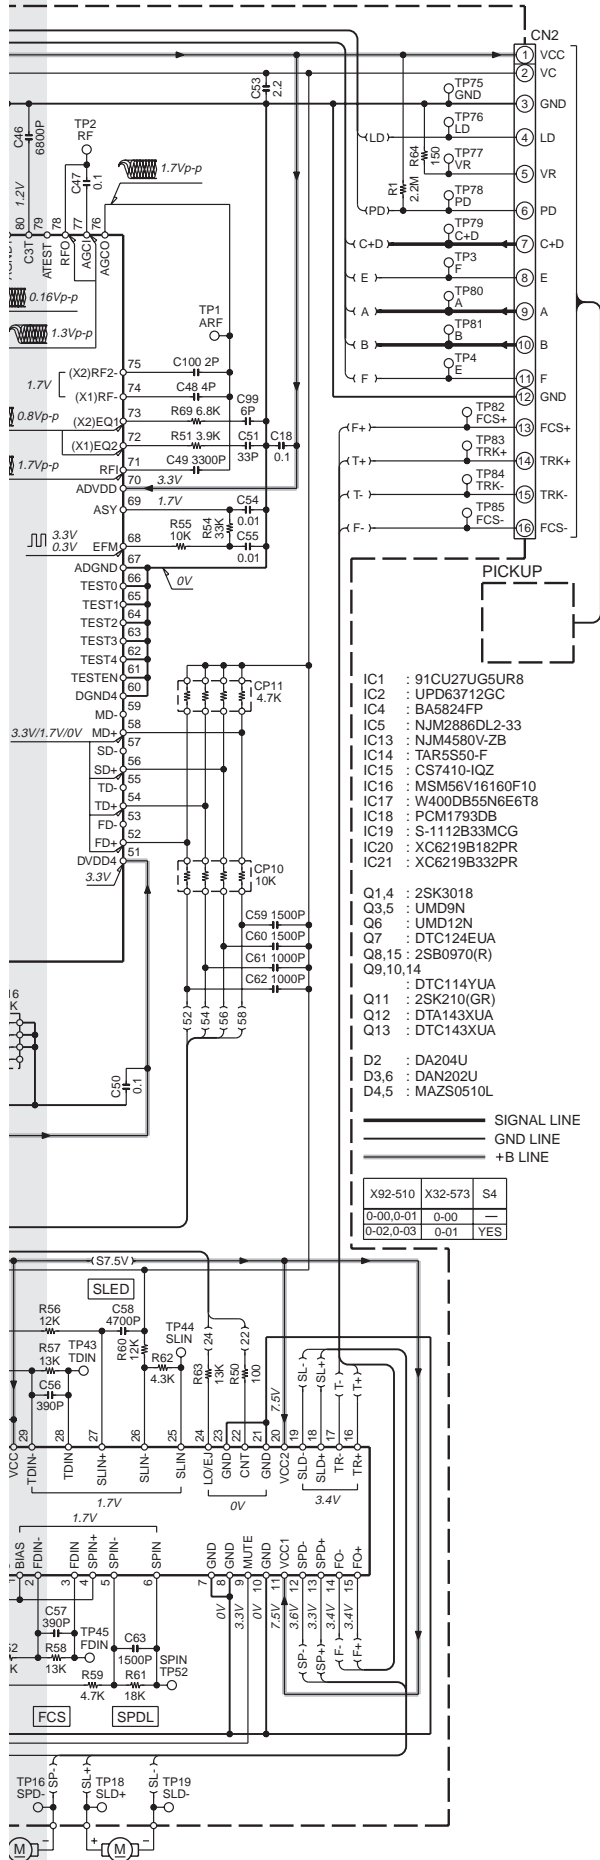 CN2
1 VCC
2 VC
3 GND
4 LD
5 VR
6 PD
7 C+D
8 E
9 A
10 B
11 F
12 GND
13 FCS+
14 TRK+
15 TRK-
16 FCS-
C53
2.2
TP75
GND
TP76
LD
TP77
VR
TP78
PD
TP79
C+D
TP3
F
TP80
A
TP81
B
TP4
E
TP82
FCS+
TP83
TRK+
TP84
TRK-
TP85
FCS-
R64
150
R1
2.2M
LD
PD
C+D
E
A
B
F
F+
T+
T-
F-
C46
6800P
TP2
RF
C47
0.1
1.7Vp-p
1.2V
80
79
78
77
76
C3T
ATEST
RFO
AGCI
AGCO
0.16Vp-p
1.3Vp-p
TP1
ARF
1.7V
(X2)RF2-
75
C100 2P
(X1)RF-
74
C48 4P
0.8Vp-p
(X2)EQ1
73
R69 6.8K
C99
6P
(X1)EQ2
72
R51 3.9K
C51
33P
C18
0.1
1.7Vp-p
RFI
71
C49 3300P
ADVDD
70
3.3V
ASY
69
1.7V
C54
0.01
R54
33K
R55
10K
C55
0.01
3.3V
0.3V
EFM
68
ADGND
67
0V
TEST0
66
TEST1
65
TEST2
64
TEST3
63
TEST4
62
TESTEN
61
DGND4
60
MD-
59
3.3V/1.7V/0V
MD+
58
SD-
57
SD+
56
TD-
55
TD+
54
FD-
53
FD+
52
DVDD4
51
3.3V
CP11
4.7K
CP10
10K
C59 1500P
C60 1500P
C61 1000P
C62 1000P
52
54
56
58
C50
0.1
PICKUP
IC1 : 91CU27UG5UR8
IC2 : UPD63712GC
IC4 : BA5824FP
IC5 : NJM2886DL2-33
IC13 : NJM4580V-ZB
IC14 : TAR5S50-F
IC15 : CS7410-IQZ
IC16 : MSM56V16160F10
IC17 : W400DB55N6E6T8
IC18 : PCM1793DB
IC19 : S-1112B33MCG
IC20 : XC6219B182PR
IC21 : XC6219B332PR
Q1,4 : 2SK3018
Q3,5 : UMD9N
Q6 : UMD12N
Q7 : DTC124EUA
Q8,15 : 2SB0970(R)
Q9,10,14
: DTC114YUA
Q11 : 2SK210(GR)
Q12 : DTA143XUA
Q13 : DTC143XUA
D2 : DA204U
D3,6 : DAN202U
D4,5 : MAZS0510L
SIGNAL LINE
GND LINE
+B LINE
X92-510 X32-573 S4
0-00,0-01 0-00 —
0-02,0-03 0-01 YES
S7.5V
SLED
R56
12K
C58
4700P
R60
12K
TP44
SLIN
R57
13K
TP43
TDIN
R62
4.3K
C56
390P
24
22
R63
13K
R50
100
7.5V
SL-
SL+
T-
T+
29
28
27
26
25
24
23
22
21
20
19
18
17
16
VCC
TDIN-
TDIN
SLIN+
SLIN-
SLIN
LO/EJ
GND
CNT
GND
VCC2
SLD-
SLD+
TR-
TR+
1.7V
0V
3.4V
1.7V
BIAS
FDIN-
FDIN
SPIN+
SPIN-
SPIN
GND
GND
MUTE
GND
VCC1
SPD-
SPD+
FO-
FO+
1
2
3
4
5
6
7
8
9
10
11
12
13
14
15
0V
3.3V
0V
7.5V
3.6V
3.3V
3.4V
3.4V
SP-
SP+
F-
F+
C57
390P
TP45
FDIN
R58
13K
C63
1500P
SPIN
TP52
R59
4.7K
R61
18K
FCS
SPDL
TP16
SPD-
SP-
SL+
TP18
SLD+
SL-
TP19
SLD-
M
-
+
M
-